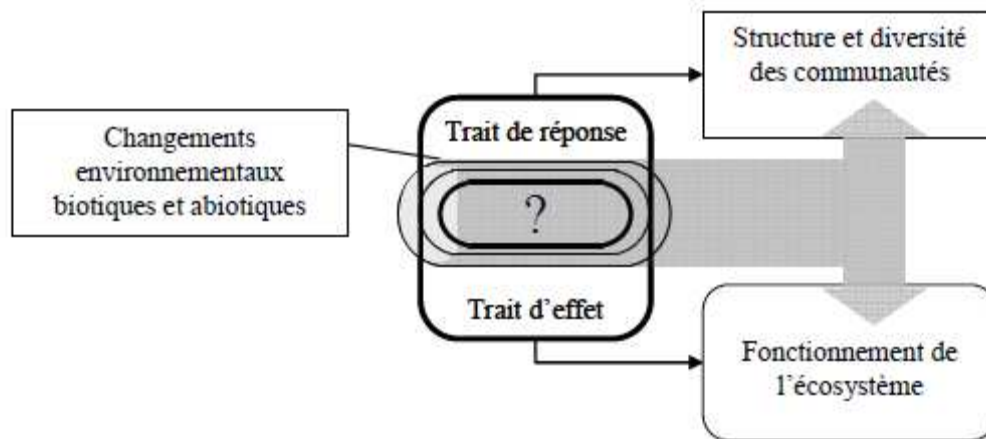 Structure et diversité
des communautés
Changements
environnementaux
biotiques et abiotiques
Trait de réponse
?
Trait d’effet
Fonctionnement de
l’écosystème